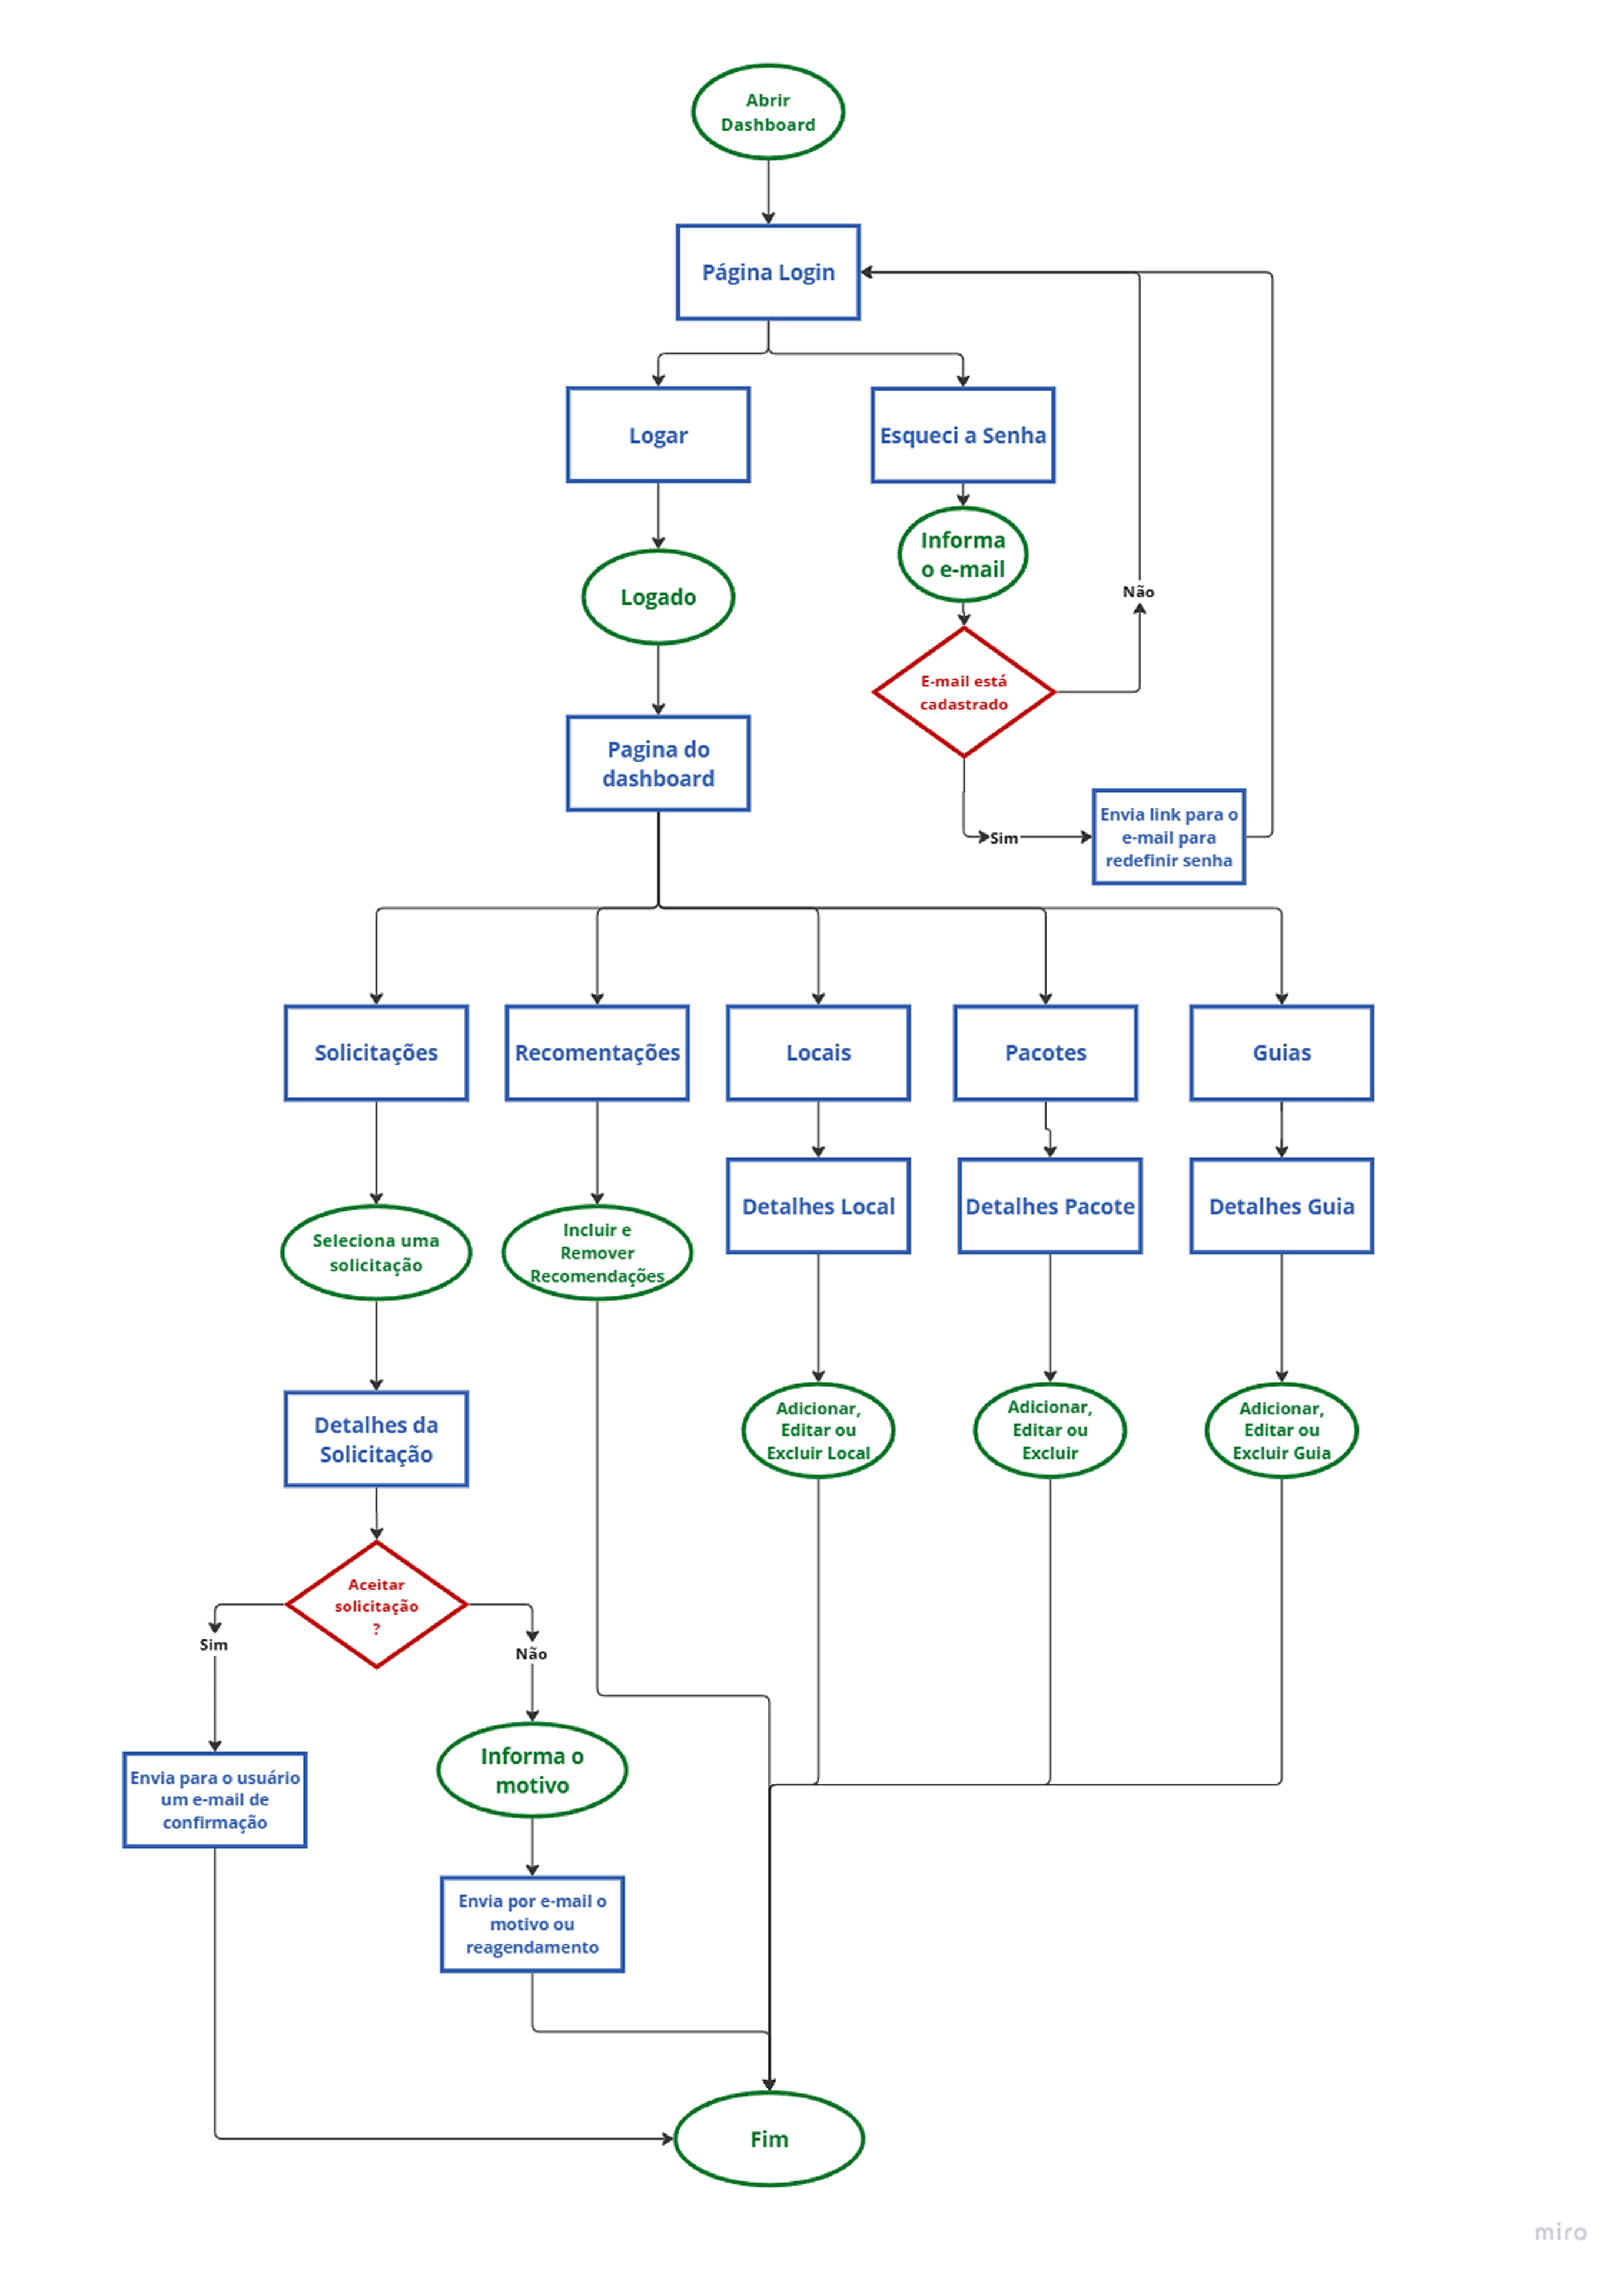 Abrir
Dashboard
Página Login
Logar
Esqueci a Senha
Informa
o e-mail
Logado
Não
E-mail está
cadastrado
Pagina do
dashboard
Sim
Envia link para o
e-mail para
redefinir senha
Solicitações
Recomentações
Locais
Pacotes
Guias
Detalhes Local
Detalhes Pacote
Detalhes Guia
Seleciona uma
solicitação
Incluir e
Remover
Recomendações
Detalhes da
Solicitação
Adicionar,
Editar ou
Excluir Local
Adicionar,
Editar ou
Excluir
Adicionar,
Editar ou
Excluir Guia
Aceitar
solicitação
?
Sim
Não
Envia para o usuário
um e-mail de
confirmação
Informa o
motivo
Envia por e-mail o
motivo ou
reagendamento
Fim
miro